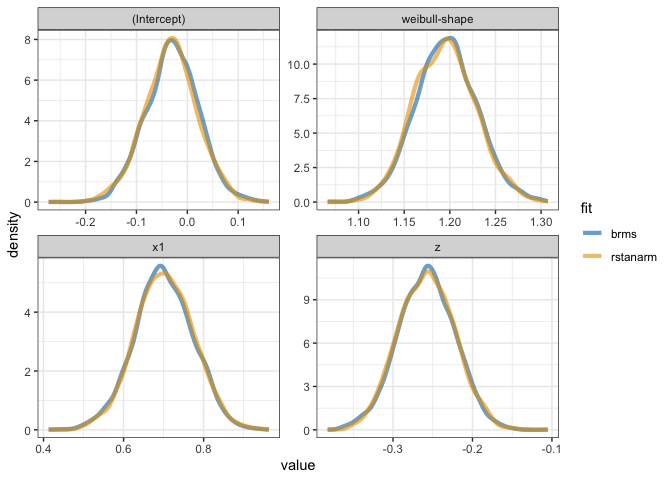 (Intercept)
weibull-shape
8
6
4
2
0
-0.2 -0.1 0.0 0.1
10.0
7.5
5.0
2.5
0.0
1.10 1.15 1.20 1.25 1.30
x1
z
4
2
0
0.4 0.6 0.8
9
6
3
0
-0.3 -0.2 -0.1
density
value
fit
brms
rstanarm